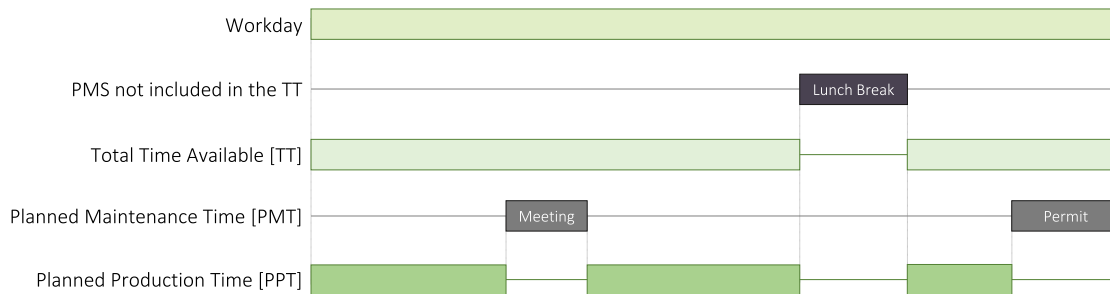 Workday
PMS not included in the TT
Lunch Break
Total Time Available [TT]
Planned Maintenance Time [PMT]
Meeting
Permit
Planned Production Time [PPT]